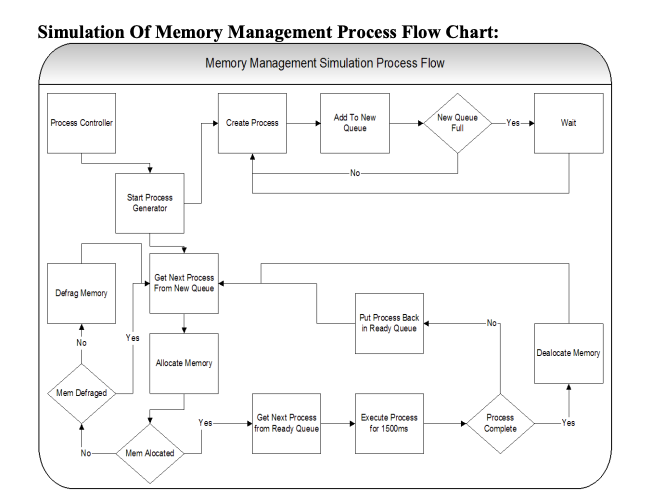 Simulation Of Memory Management Process Flow Chart:
Memory Management Simulation Process Flow
Process Controller
Create Process
Add To New
Queue
New Queue
Full
Yes
Wait
No
Start Process
Generator
Get Next Process
From New Queue
Defrag Memory
Put Process Back
in Ready Queue
No
No
Yes
Allocate Memory
Dealocate Memory
Mem Defraged
Get Next Process
from Ready Queue
Execute Process
for 1500ms
Process
Complete
Yes
Yes
No
Mem Alocated